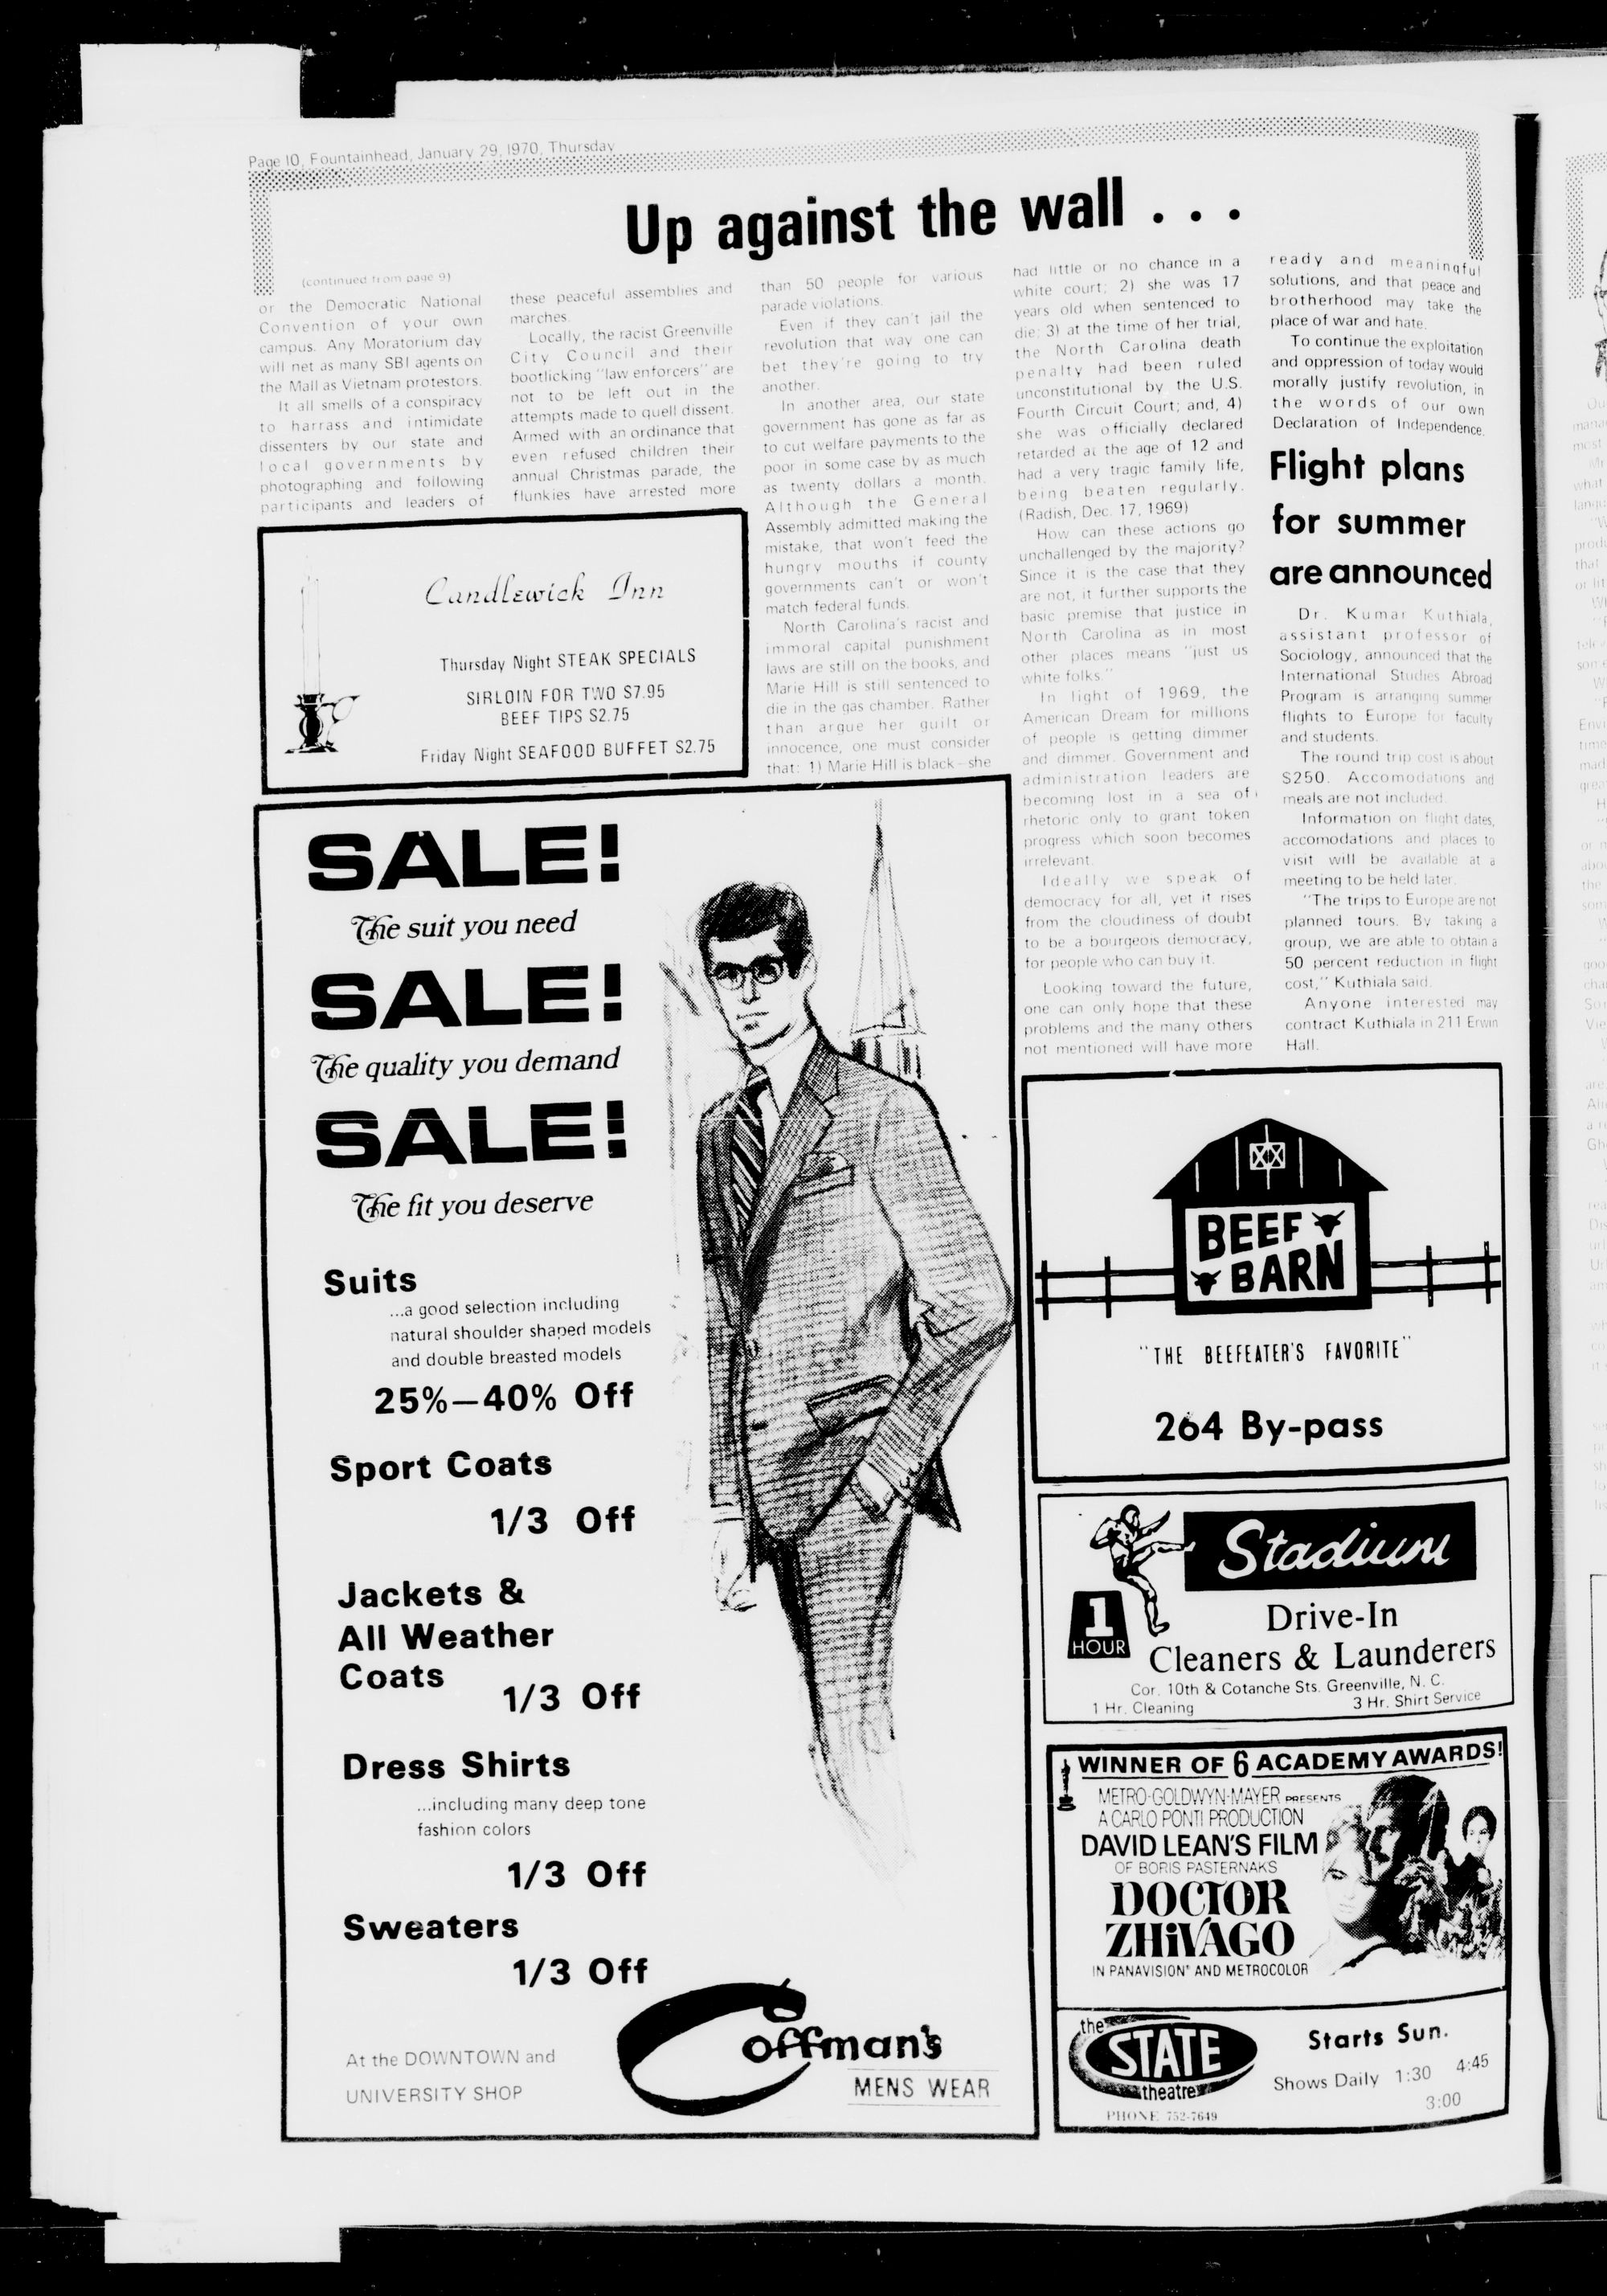 Page 10, Fountainhead, January 29, 1970, Thursday
Up against the wall . . .
(continued from page 9)
or the Democratic National
Convention of your own
campus. Any Moratorium day
will net as many SBI agents on
the Mall as Vietnam protestors.
It all smells of a conspiracy
to harrass and intimidate
dissenters by our state and
local governments by
photographing and following
participants and leaders of
these peaceful assemblies and
marches.
Locally, the racist Greenville
City Council and their
bootlicking "law enforcers" are
not to be left out in the
attempts made to quell dissent.
Armed with an ordinance that
even refused children their
annual Christmas parade, the
flunkies have arrested more
than 50 people for various
parade violations.
Even if they can't jail the
revolution that way one can
bet they're going to try
another.
In another area, our state
government has gone as far as
to cut welfare payments to the
poor in some case by as much
as twenty dollars a month.
Although the General
Assembly admitted making the
mistake, that won't feed the
hungry mouths if county
governments can't or won't
match federal funds.
North Carolina's racist and
immoral capital punishment
laws are still on the books, and
Marie Hill is still sentenced to
die in the gas chamber. Rather
than argue her guilt or
innocence, one must consider
that: 1) Marie Hill is black--she
had little or no chance in a
white court; 2) she was 17
years old when sentenced to
die; 3) at the time of her trial,
the North Carolina death
penalty had been ruled
unconstitutional by the U.S.
Fourth Circuit Court; and, 4)
she was officially declared
retarded at the age of 12 and
had a very tragic family life,
being beaten regularly.
(Radish, Dec. 17, 1969)
How can these actions go
unchallenged by the majority?
Since it is the case that they
are not, it further supports the
basic premise that justice in
North Carolina as in most
other places means "just us
white folks."
In light of 1969, the
American Dream for millions
of people is getting dimmer
and dimmer. Government and
administration leaders are
becoming lost in a sea of
rhetoric only to grant token
progress which soon becomes
irrelevant.
Ideally we speak of
democracy for all, yet it rises
from the cloudiness of doubt
to be a bourgeois democracy,
for people who can buy it.
Looking toward the future,
one can only hope that these
problems and the many others
not mentioned will have more
ready and meaningful
solutions, and that peace and
brotherhood may take the
place of war and hate.
To continue the exploitation
and oppression of today would
morally justify revolution, in
the words of our own
Declaration of Independence.
Flight plans
for summer
are announced
Dr. Kumar Kuthiala,
assistant professor of
Sociology, announced that the
International Studies Abroad
Program is arranging summer
flights to Europe for faculty
and students.
The round trip cost is about
$250. Accomodations and
meals are not included.
Information on flight dates,
accomodations and places to
visit will be available at a
meeting to be held later.
"The trips to Europe are not
planned tours. By taking a
group, we are able to obtain a
50 percent reduction in flight
cost," Kuthiala said.
Anyone interested may
contract Kuthiala in 211 Erwin
Hall.
Candlewick Inn
Thursday Night STEAK SPECIALS
SIRLOIN FOR TWO $7.95
BEEF TIPS $2.75
Friday Night SEAFOOD BUFFET $2.75
SALE!
The suit you need
SALE!
The quality you demand
SALE!
The fit you deserve
Suits
...a good selection including
natural shoulder shaped models
and double breasted models
25%—40% Off
Sport Coats
1/3 Off
Jackets &
All Weather
Coats
1/3 Off
Dress Shirts
...including many deep tone
fashion colors
1/3 Off
Sweaters
1/3 Off
At the DOWNTOWN and
UNIVERSITY SHOP
Coffman's
MENS WEAR
BEEF
BARN
"THE BEEFEATER'S FAVORITE"
264 By-pass
Stadium
1
HOUR
Drive-In
Cleaners & Launderers
Cor. 10th & Cotanche Sts. Greenville, N. C.
1 Hr. Cleaning 3 Hr. Shirt Service
WINNER OF 6 ACADEMY AWARDS!
METRO-GOLDWYN-MAYER PRESENTS
A CARLO PONTI PRODUCTION
DAVID LEAN'S FILM
OF BORIS PASTERNAKS
DOCTOR
ZHiVAGO
IN PANAVISION® AND METROCOLOR
the
STATE
theatre
PHONE 752-7649
Starts Sun.
Shows Daily 1:30 4:45
3:00